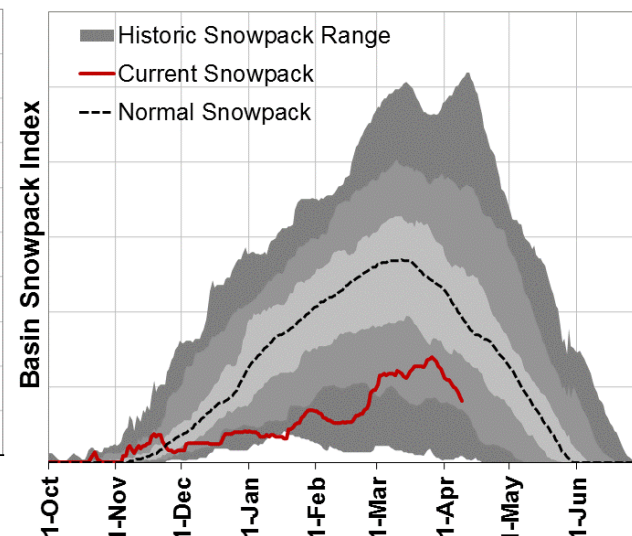 Historic Snowpack Range
Current Snowpack
Normal Snowpack
Basin Snowpack Index
1-Oct
1-Nov
1-Dec
1-Jan
1-Feb
1-Mar
1-Apr
1-May
1-Jun